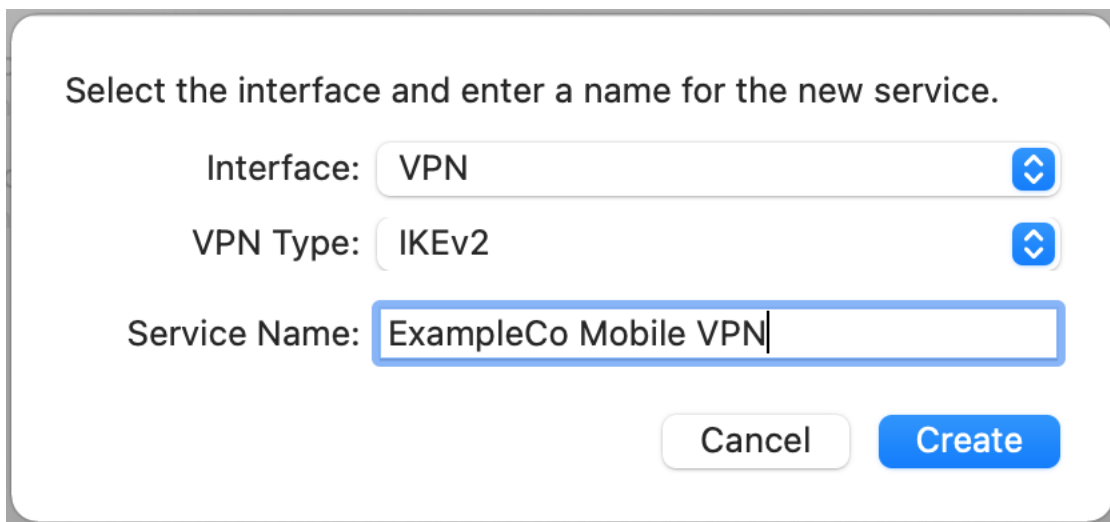 Select the interface and enter a name for the new service.
Interface: VPN
VPN Type: IKEv2
Service Name: ExampleCo Mobile VPN
Cancel Create